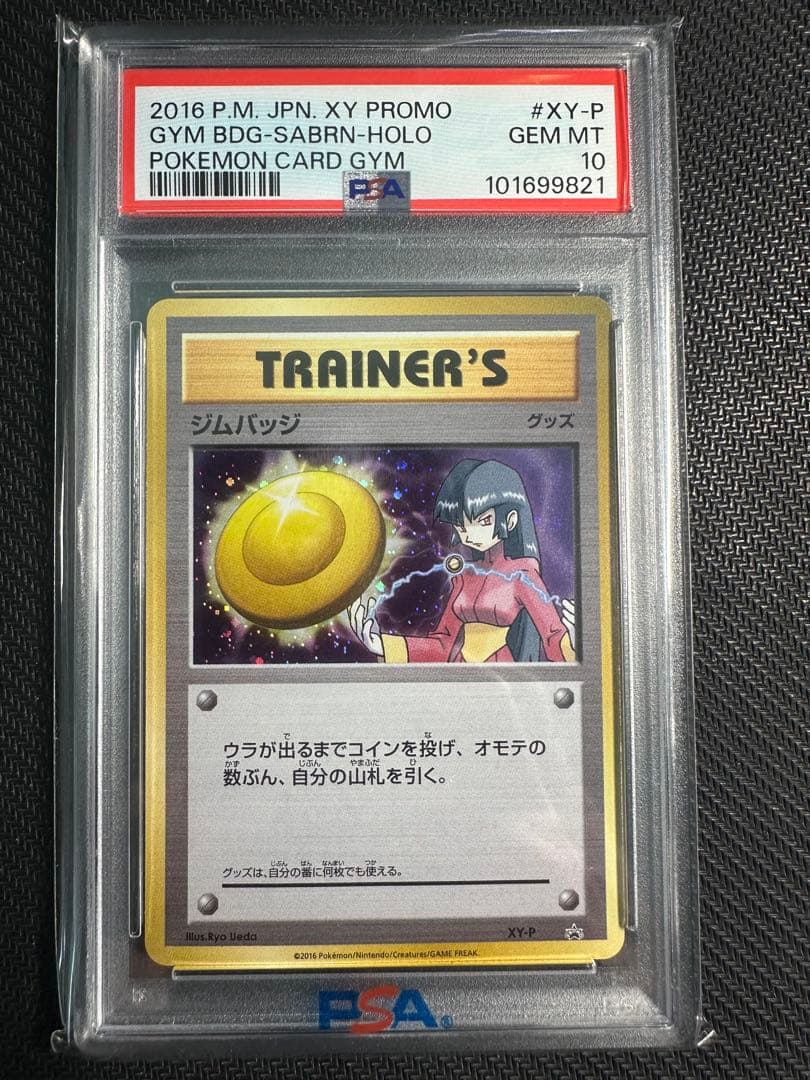 2016 P.M. JPN. XY PROMO #XY-P
GYM BDG-SABRN-HOLO GEM MT
POKEMON CARD GYM 10
PSA 101699821
TRAINER'S
ジムバッジ グッズ
ウラが出るまでコインを投げ、オモテの
数ぶん、自分の山札を引く。
グッズは、自分の番に何枚でも使える。
Illus.Ryo Ueda XY-P
©2016 Pokémon/Nintendo/Creatures/GAME FREAK.
PSA®